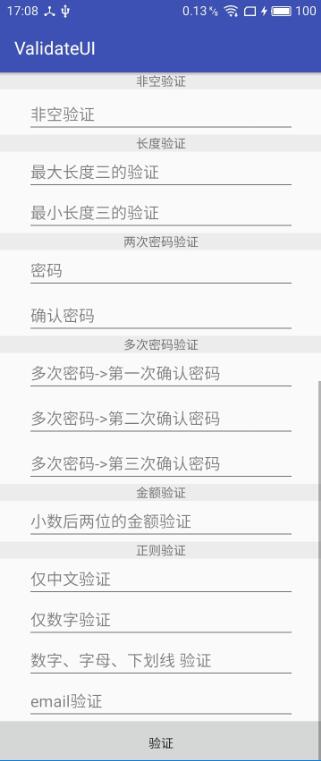 17:08 0.13 ᴷ/s 100
ValidateUI
非空验证
非空验证
长度验证
最大长度三的验证
最小长度三的验证
两次密码验证
密码
确认密码
多次密码验证
多次密码->第一次确认密码
多次密码->第二次确认密码
多次密码->第三次确认密码
金额验证
小数后两位的金额验证
正则验证
仅中文验证
仅数字验证
数字、字母、下划线 验证
email验证
验证